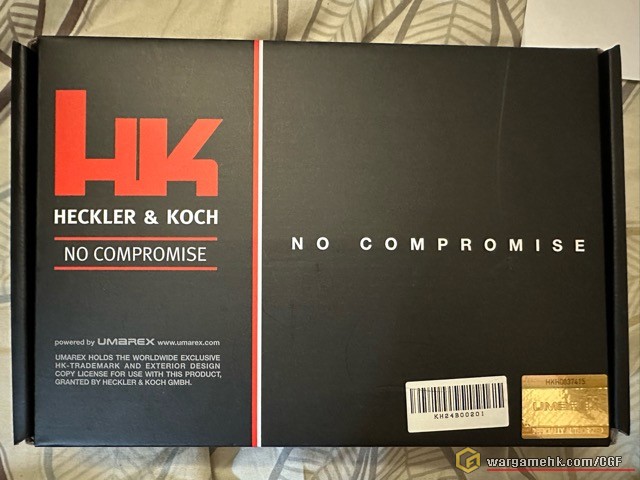 HK
HECKLER & KOCH
NO COMPROMISE
NO COMPROMISE
powered by UMAREX www.umarex.com
UMAREX HOLDS THE WORLDWIDE EXCLUSIVE
HK-TRADEMARK AND EXTERIOR DESIGN
COPY LICENSE FOR USE WITH THIS PRODUCT,
GRANTED BY HECKLER & KOCH GMBH.
KH24B00201
UMAREX
wargamehk.com/CGF